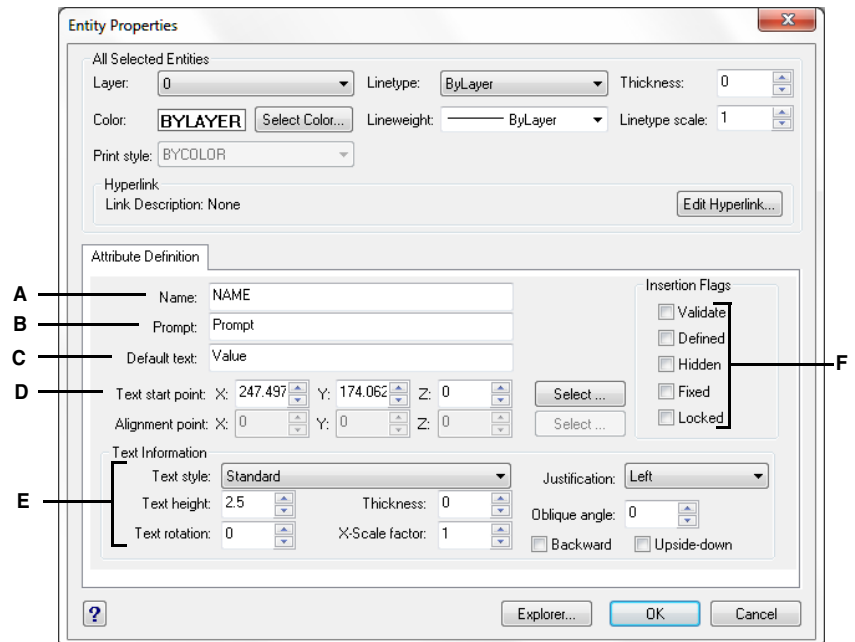 Entity Properties
All Selected Entities
Layer: 0 Linetype: ByLayer Thickness: 0
Color: BYLAYER Select Color... Lineweight: ByLayer Linetype scale: 1
Print style: BYCOLOR
Hyperlink
Link Description: None Edit Hyperlink...
Attribute Definition
Insertion Flags
A Name: NAME Validate
B Prompt: Prompt Defined
C Default text: Value Hidden F
D Text start point: X: 247.497 Y: 174.062 Z: 0 Select ... Fixed
Alignment point: X: 0 Y: 0 Z: 0 Select ... Locked
Text Information
Text style: Standard Justification: Left
E Text height: 2.5 Thickness: 0 Oblique angle: 0
Text rotation: 0 X-Scale factor: 1 Backward Upside-down
? Explorer... OK Cancel